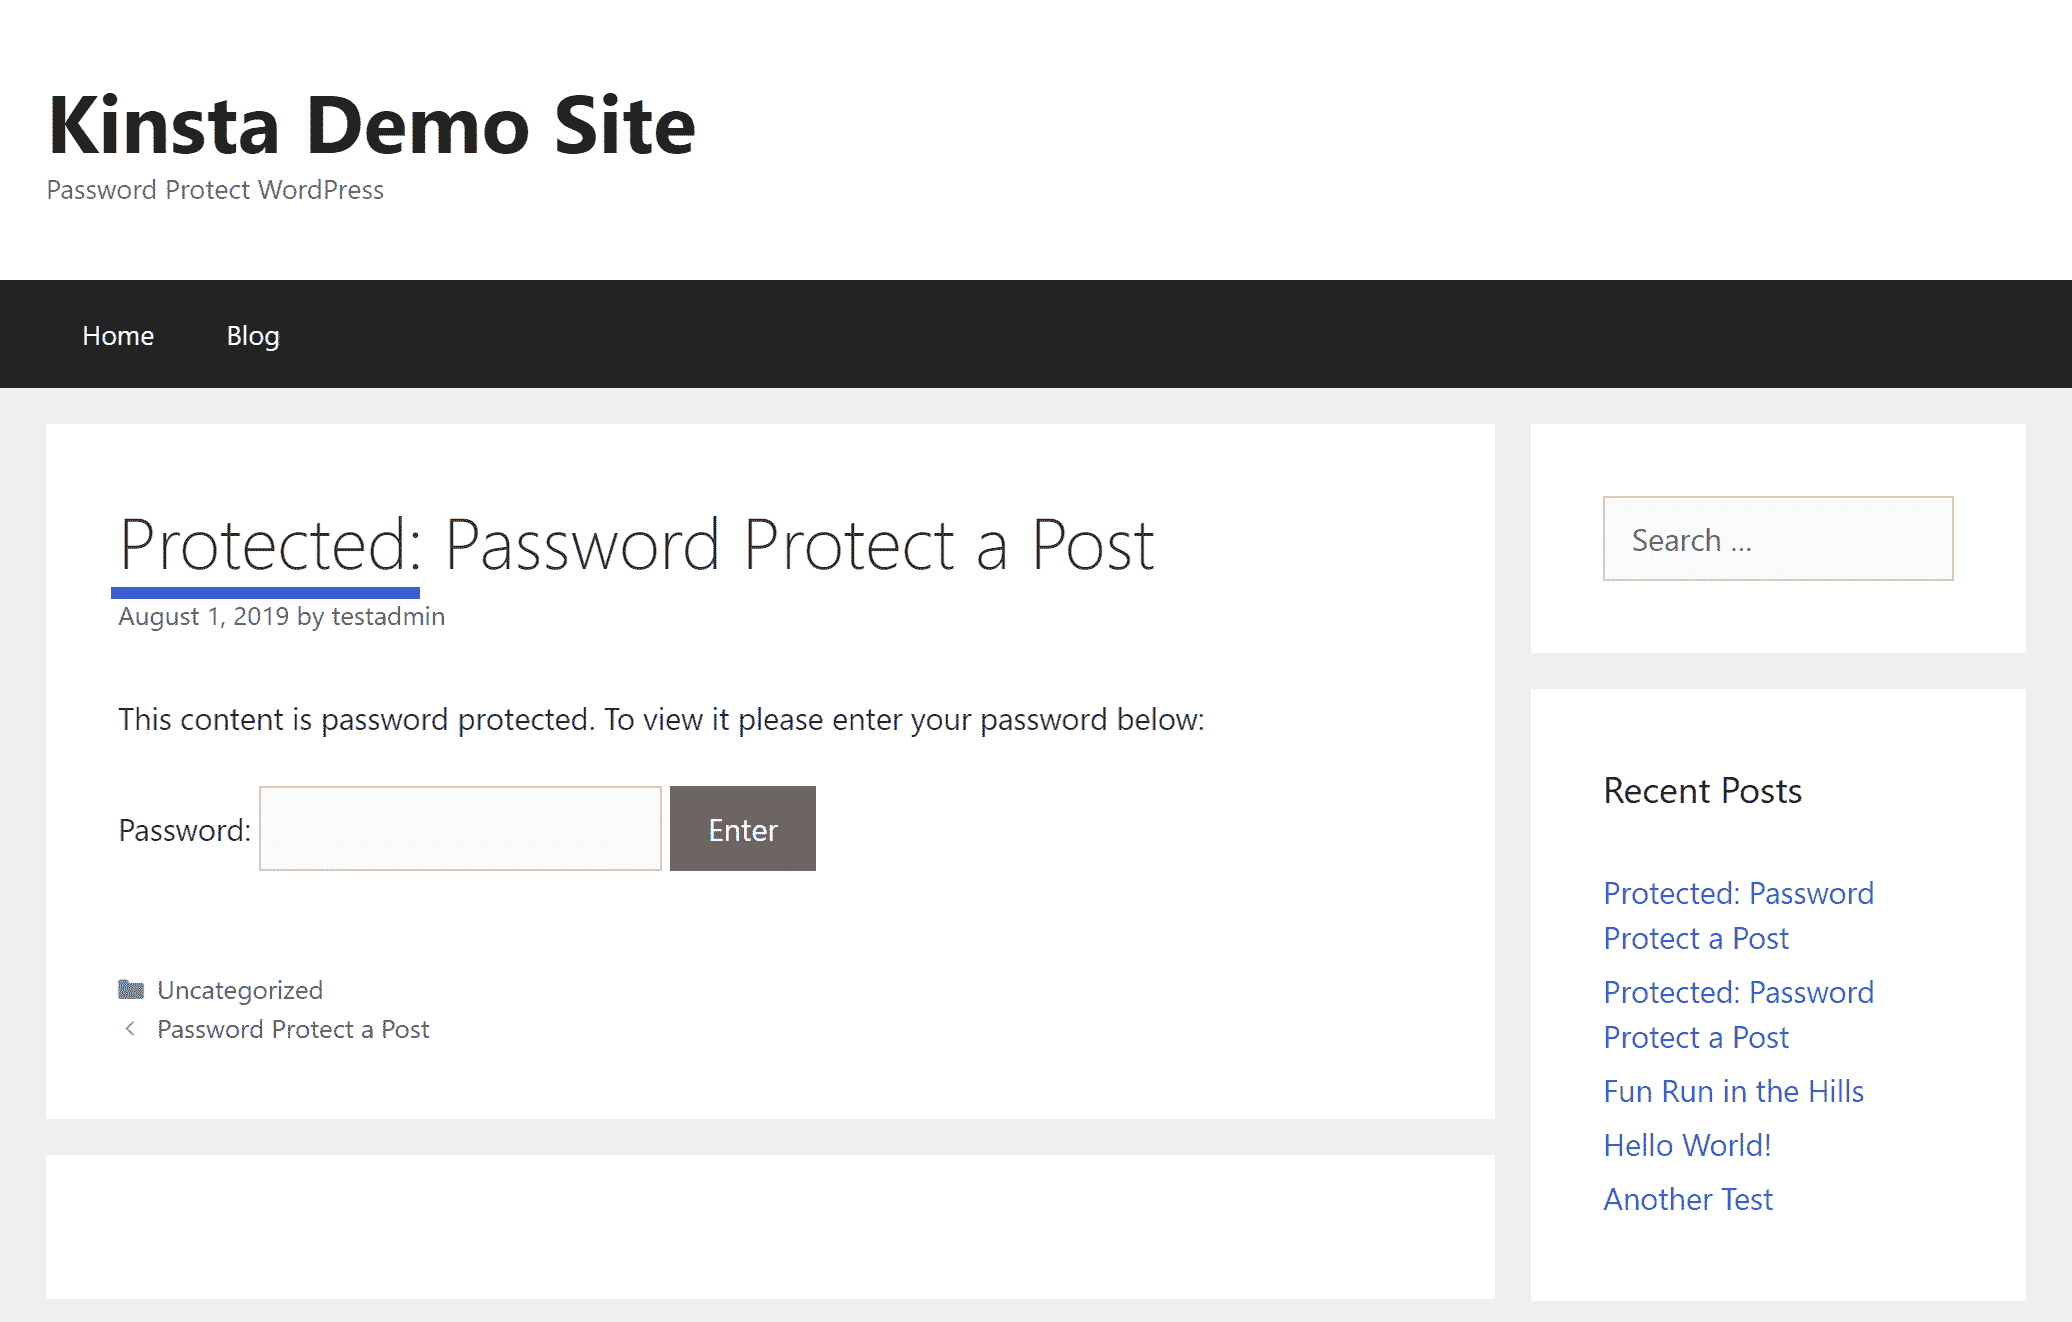 Kinsta Demo Site
Password Protect WordPress
Home
Blog
Protected: Password Protect a Post
August 1, 2019 by testadmin
This content is password protected. To view it please enter your password below:
Password:
Enter
Uncategorized
Password Protect a Post
Search ...
Recent Posts
Protected: Password
Protect a Post
Protected: Password
Protect a Post
Fun Run in the Hills
Hello World!
Another Test